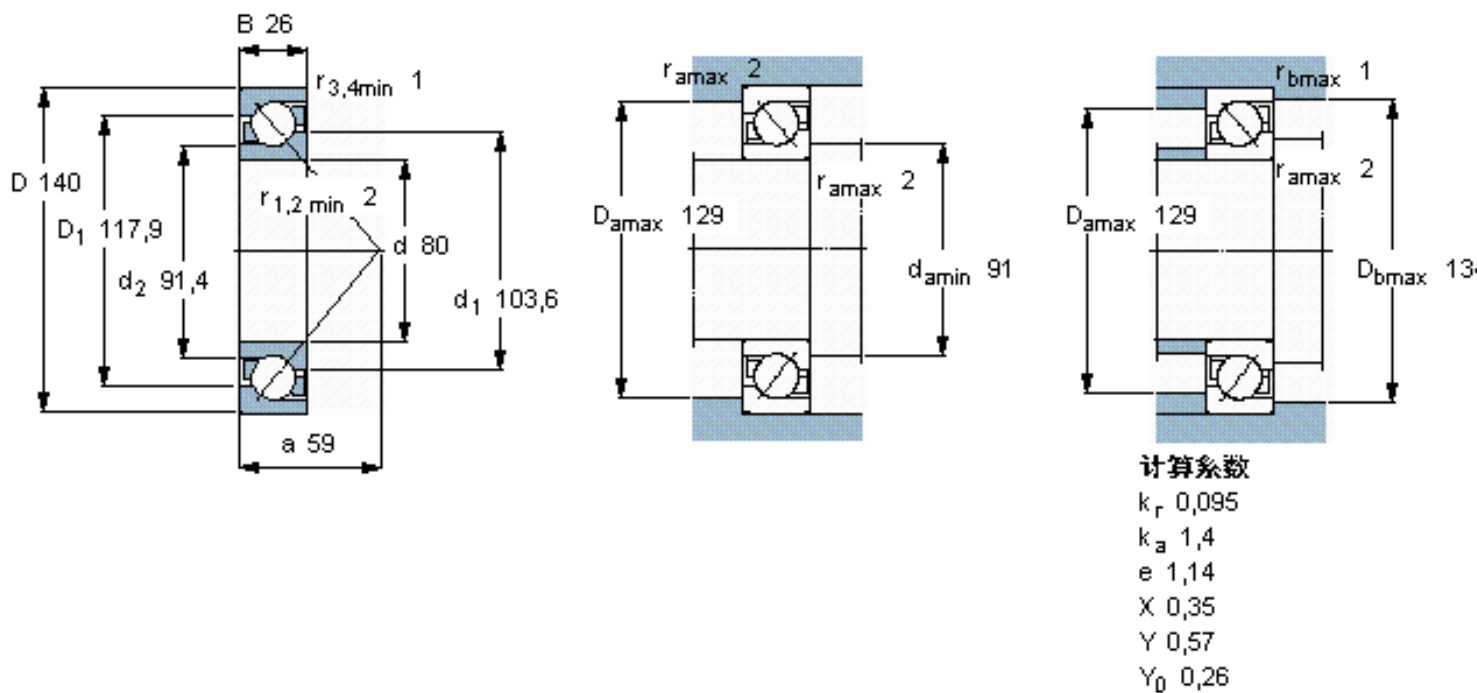 B 26
r3,4min 1
D 140
D1 117,9
r1,2 min 2
d 80
d2 91,4
d1 103,6
a 59
ramax 2
ramax 2
Damax 129
damin 91
rbmax 1
ramax 2
Damax 129
Dbmax 134
计算系数
kr 0,095
ka 1,4
e 1,14
X 0,35
Y 0,57
Y0 0,26